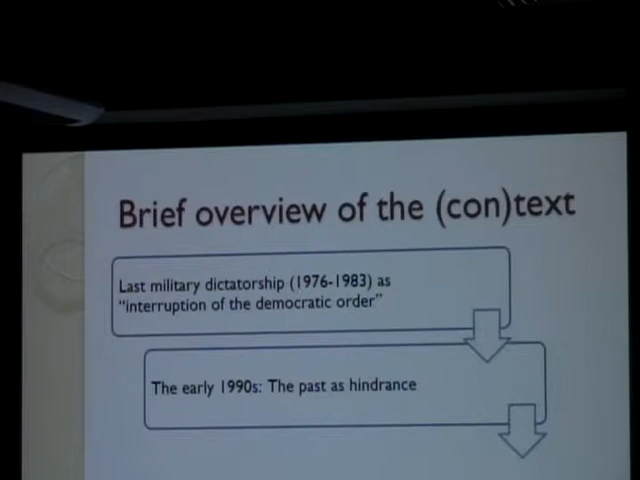 Brief overview of the (con)text
Last military dictatorship (1976-1983) as
"interruption of the democratic order"
The early 1990s: The past as hindrance